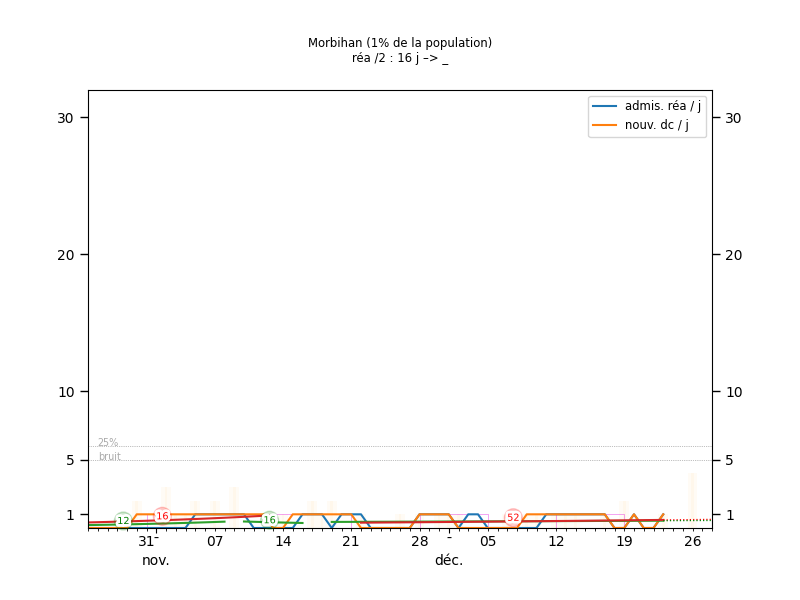 Morbihan (1% de la population)
réa /2 : 16 j –> _
admis. réa / j
nouv. dc / j
30 30
20 20
10 10
25%
5 bruit 5
1 12 16 16 52 1
31- 07 14 21 28 - 05 12 19 26
nov. déc.